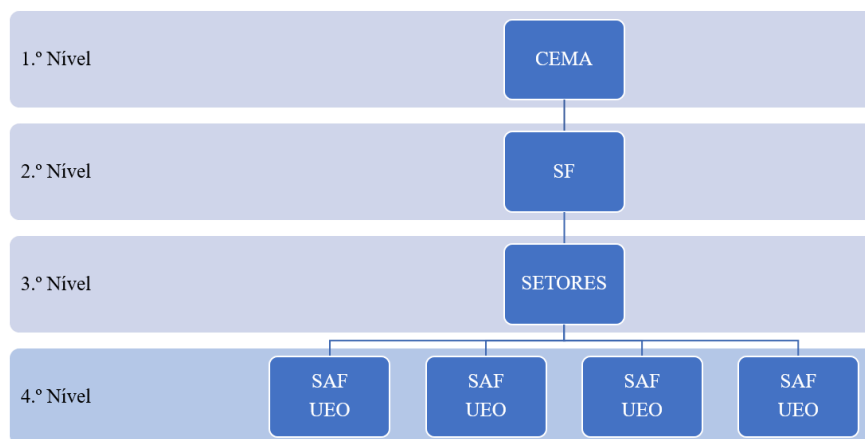 1.º Nível
CEMA
2.º Nível
SF
3.º Nível
SETORES
4.º Nível
SAF
UEO
SAF
UEO
SAF
UEO
SAF
UEO